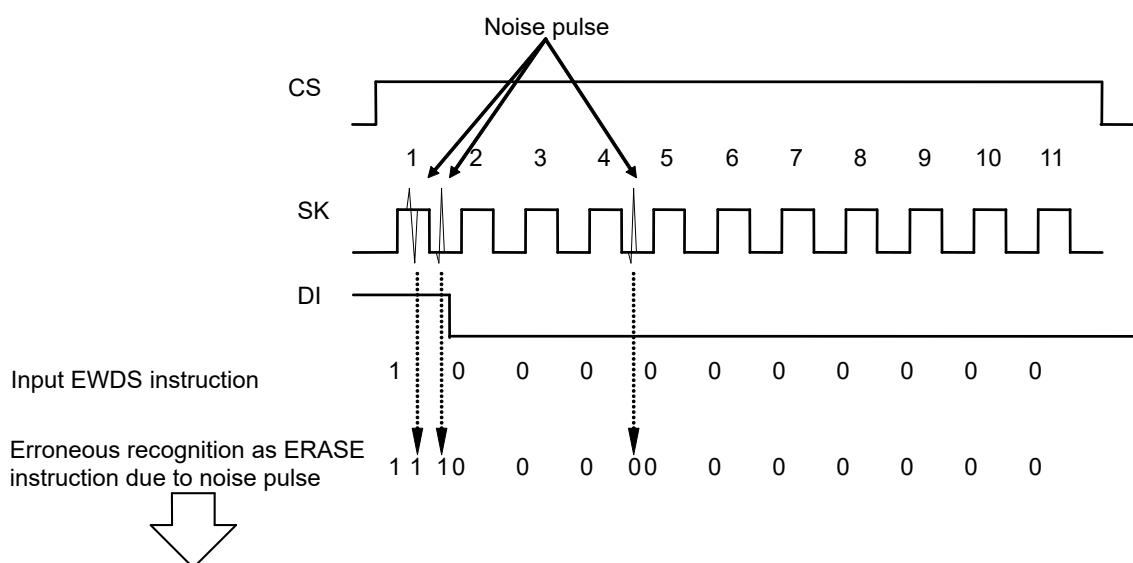 Noise pulse
CS
1 2 3 4 5 6 7 8 9 10 11
SK
DI
Input EWDS instruction 1 0 0 0 0 0 0 0 0 0 0
Erroneous recognition as ERASE
instruction due to noise pulse 1 1 1 0 0 0 0 0 0 0 0 0 0 0